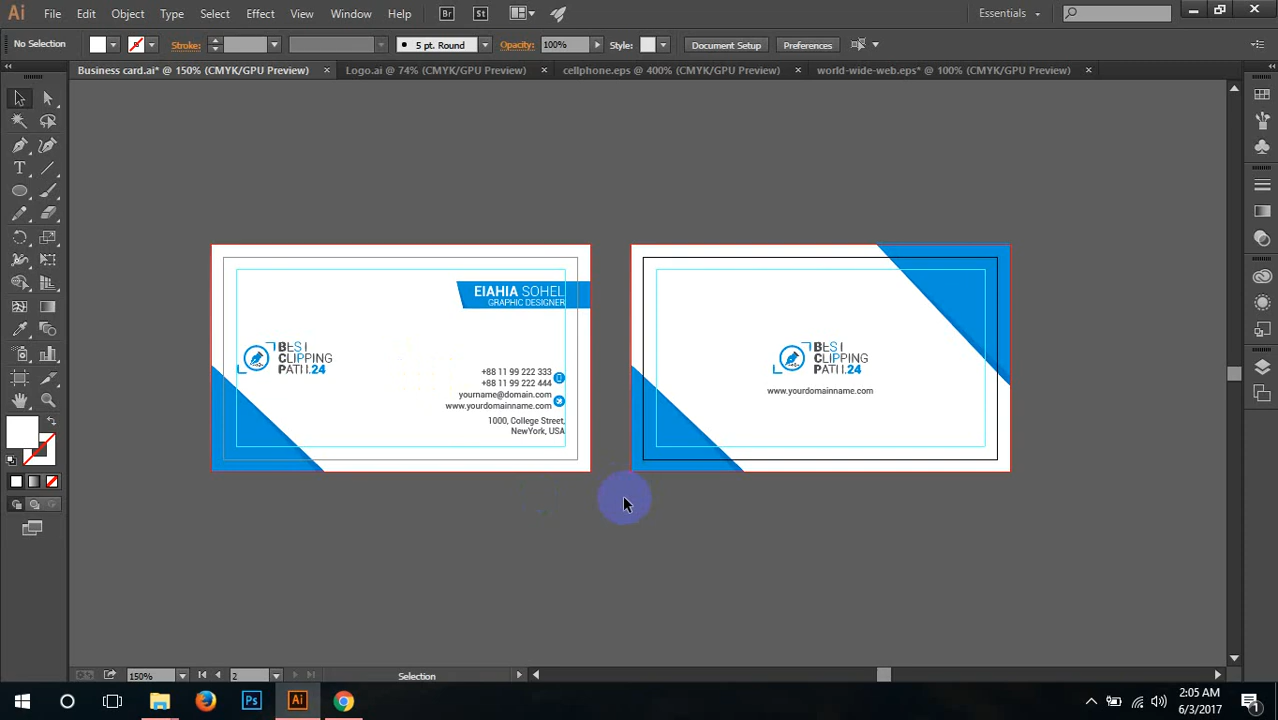 Ai File Edit Object Type Select Effect View Window Help Br St Essentials
No Selection Stroke: 5 pt. Round Opacity: 100% Style: Document Setup Preferences
Business card.ai* @ 150% (CMYK/GPU Preview) × Logo.ai @ 74% (CMYK/GPU Preview) × cellphone.eps @ 400% (CMYK/GPU Preview) × world-wide-web.eps* @ 100% (CMYK/GPU Preview) ×
EIAHIA SOHEL
GRAPHIC DESIGNER
BEST
CLIPPING
PATH.24
+88 11 99 222 333
+88 11 99 222 444
yourname@domain.com
www.yourdomainname.com
1000, College Street,
NewYork, USA
BEST
CLIPPING
PATH.24
www.yourdomainname.com
150% 2 Selection
Ps Ai
2:05 AM
6/3/2017
1